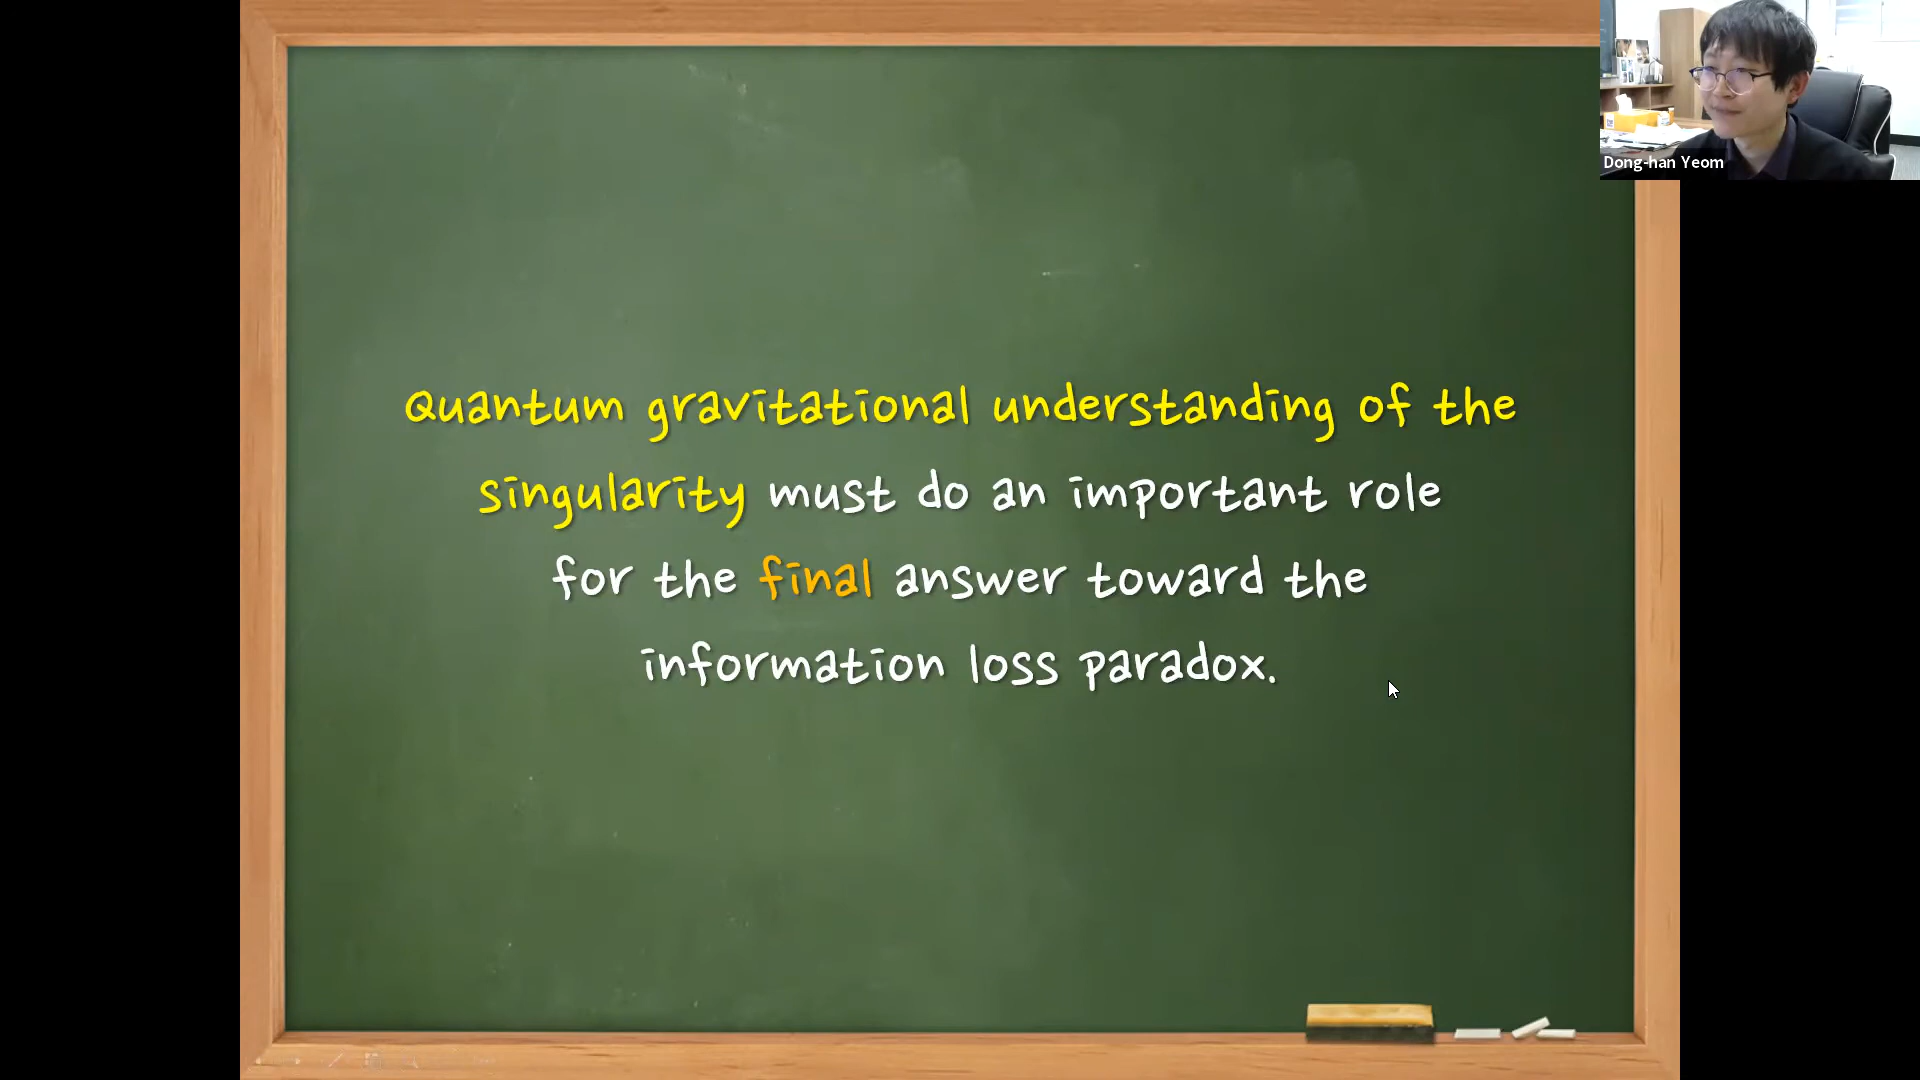 Dong-han Yeom
Quantum gravitational understanding of the
singularity must do an important role
for the final answer toward the
information loss paradox.